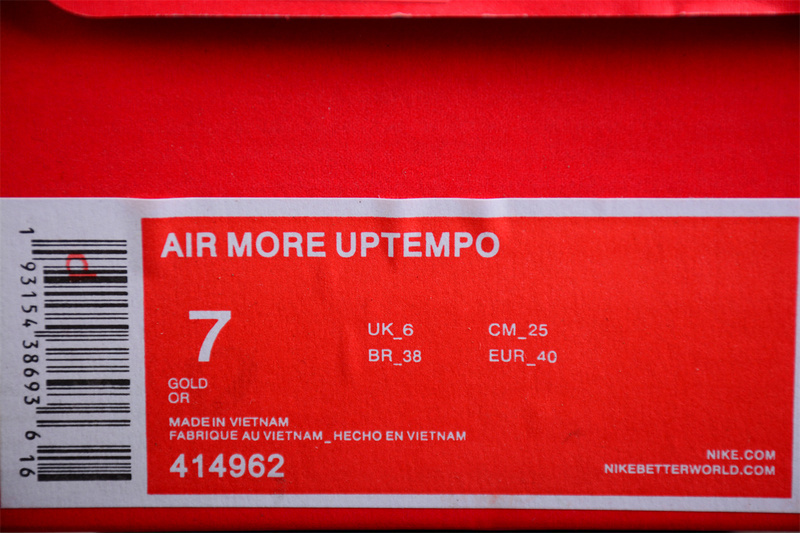 AIR MORE UPTEMPO
7
UK_6 CM_25
BR_38 EUR_40
GOLD
OR
MADE IN VIETNAM
FABRIQUE AU VIETNAM_HECHO EN VIETNAM
414962
NIKE.COM
NIKEBETTERWORLD.COM
1 93154 38693 6 16
d